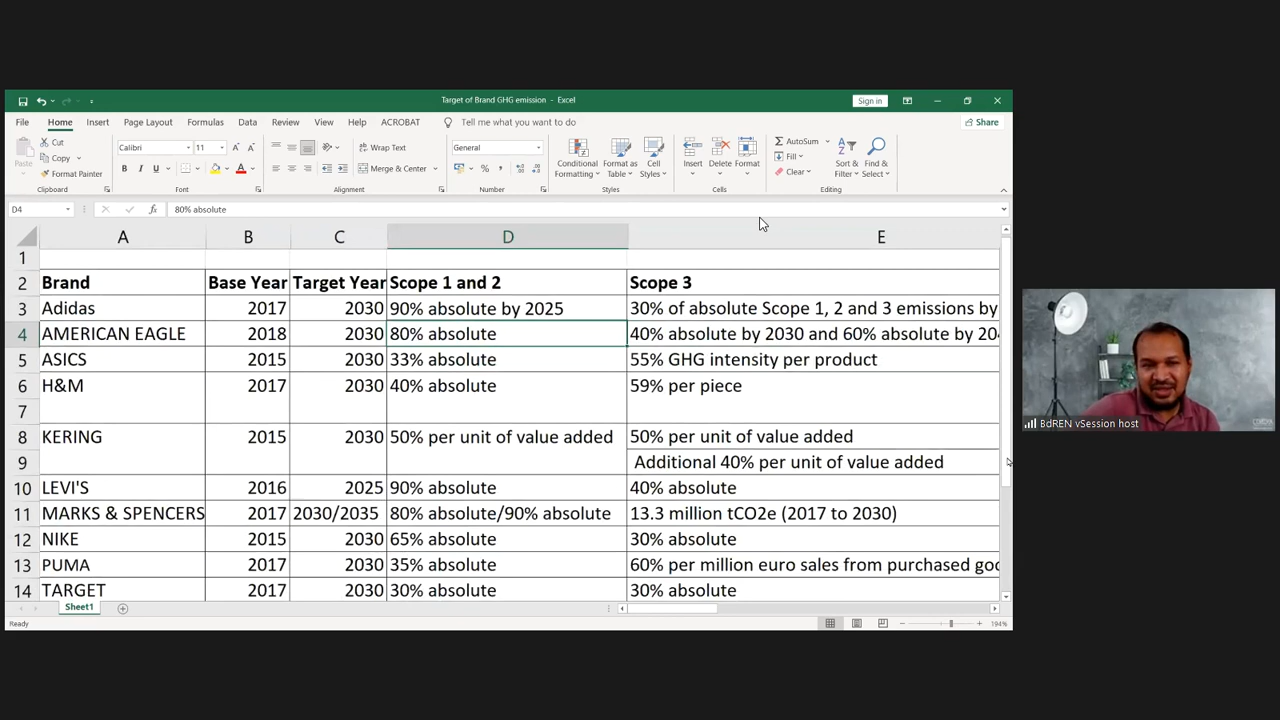 Target of Brand GHG emission - Excel
Sign in
File Home Insert Page Layout Formulas Data Review View Help ACROBAT Tell me what you want to do Share
Paste Cut Copy Format Painter Clipboard
Calibri 11 B I U Font
Wrap Text Merge & Center Alignment
General % Number
Conditional Formatting Format as Table Cell Styles Styles
Insert Delete Format Cells
AutoSum Fill Clear Sort & Filter Find & Select Editing
D4 fx 80% absolute
A B C D E
1
2 Brand Base Year Target Year Scope 1 and 2 Scope 3
3 Adidas 2017 2030 90% absolute by 2025 30% of absolute Scope 1, 2 and 3 emissions by
4 AMERICAN EAGLE 2018 2030 80% absolute 40% absolute by 2030 and 60% absolute by
5 ASICS 2015 2030 33% absolute 55% GHG intensity per product
6 H&M 2017 2030 40% absolute 59% per piece
7
8 KERING 2015 2030 50% per unit of value added 50% per unit of value added
9 Additional 40% per unit of value added
10 LEVI'S 2016 2025 90% absolute 40% absolute
11 MARKS & SPENCERS 2017 2030/2035 80% absolute/90% absolute 13.3 million tCO2e (2017 to 2030)
12 NIKE 2015 2030 65% absolute 30% absolute
13 PUMA 2017 2030 35% absolute 60% per million euro sales from purchased
14 TARGET 2017 2030 30% absolute 30% absolute
Sheet1
Ready 194%
BdREN vSession host